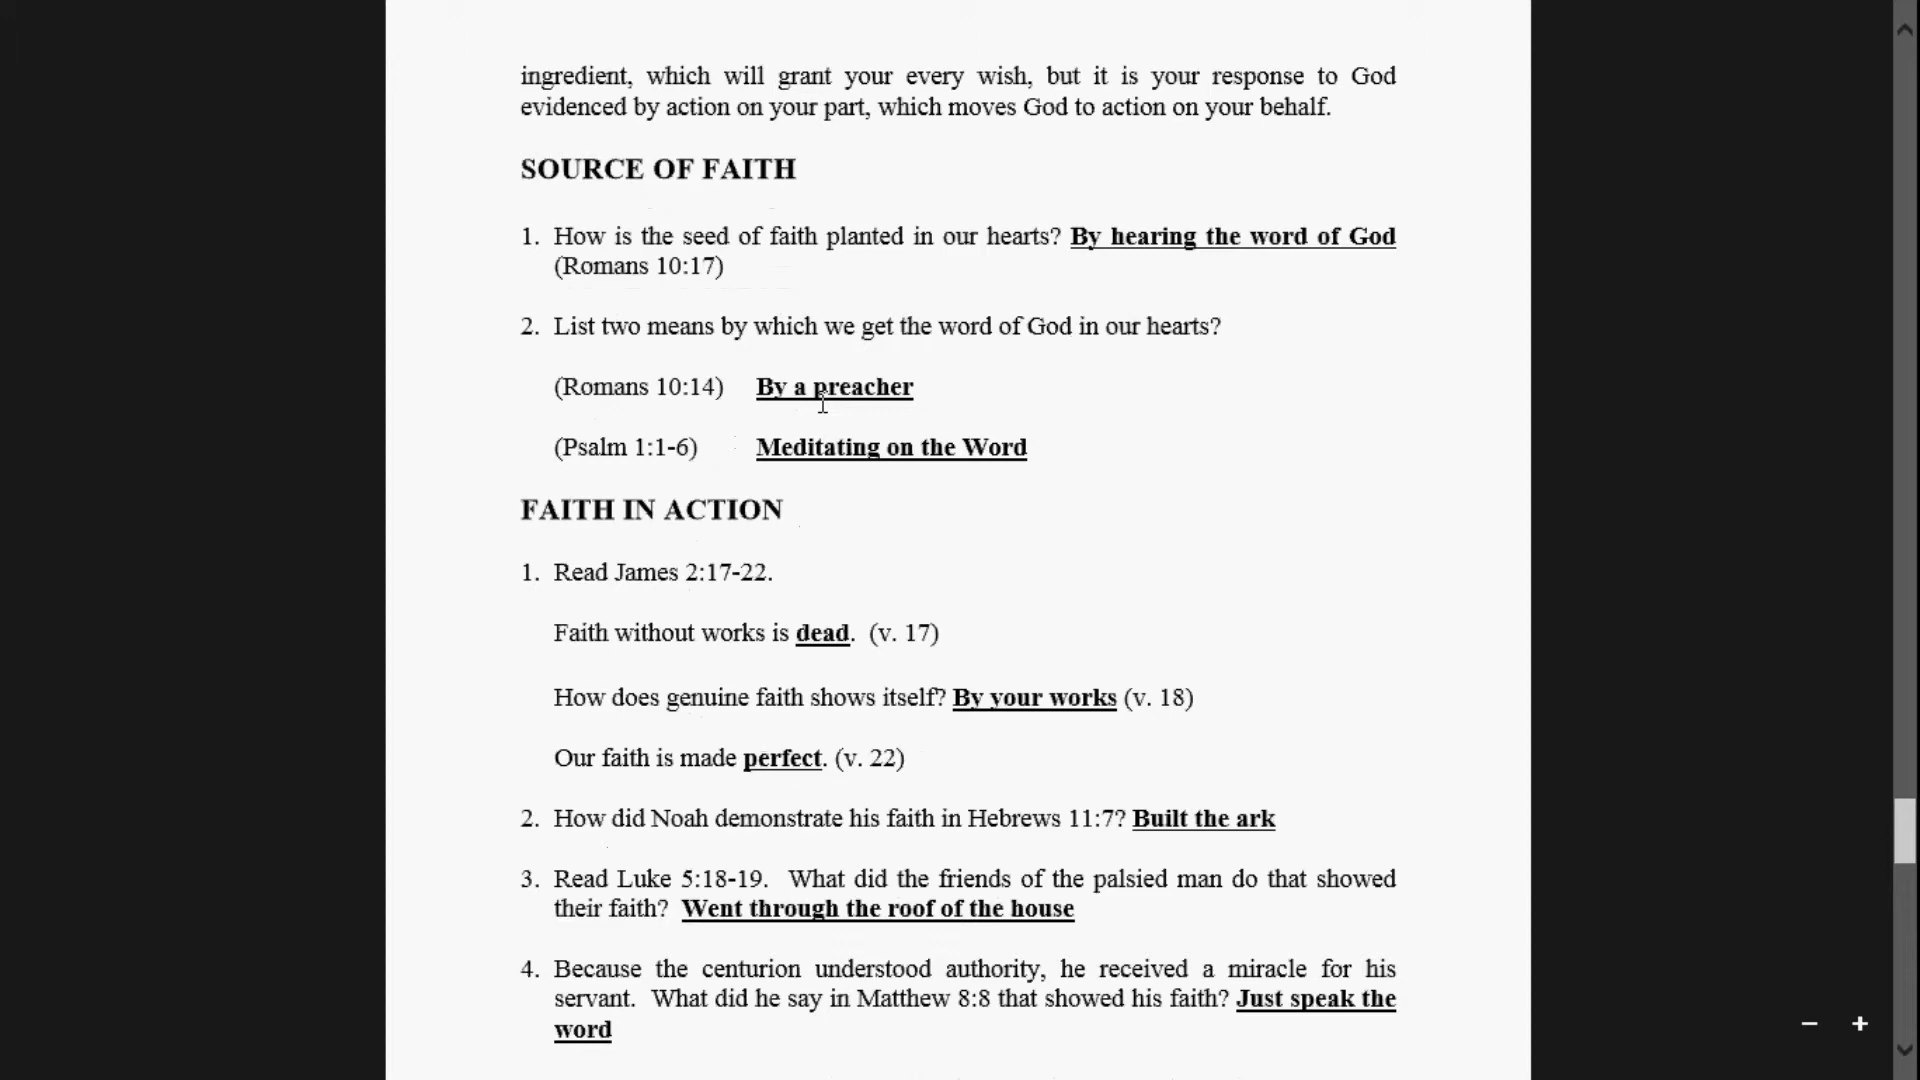 ingredient, which will grant your every wish, but it is your response to God
evidenced by action on your part, which moves God to action on your behalf.
SOURCE OF FAITH
1. How is the seed of faith planted in our hearts? By hearing the word of God
(Romans 10:17)
2. List two means by which we get the word of God in our hearts?
(Romans 10:14) By a preacher
(Psalm 1:1-6) Meditating on the Word
FAITH IN ACTION
1. Read James 2:17-22.
Faith without works is dead. (v. 17)
How does genuine faith shows itself? By your works (v. 18)
Our faith is made perfect. (v. 22)
2. How did Noah demonstrate his faith in Hebrews 11:7? Built the ark
3. Read Luke 5:18-19. What did the friends of the palsied man do that showed
their faith? Went through the roof of the house
4. Because the centurion understood authority, he received a miracle for his
servant. What did he say in Matthew 8:8 that showed his faith? Just speak the
word